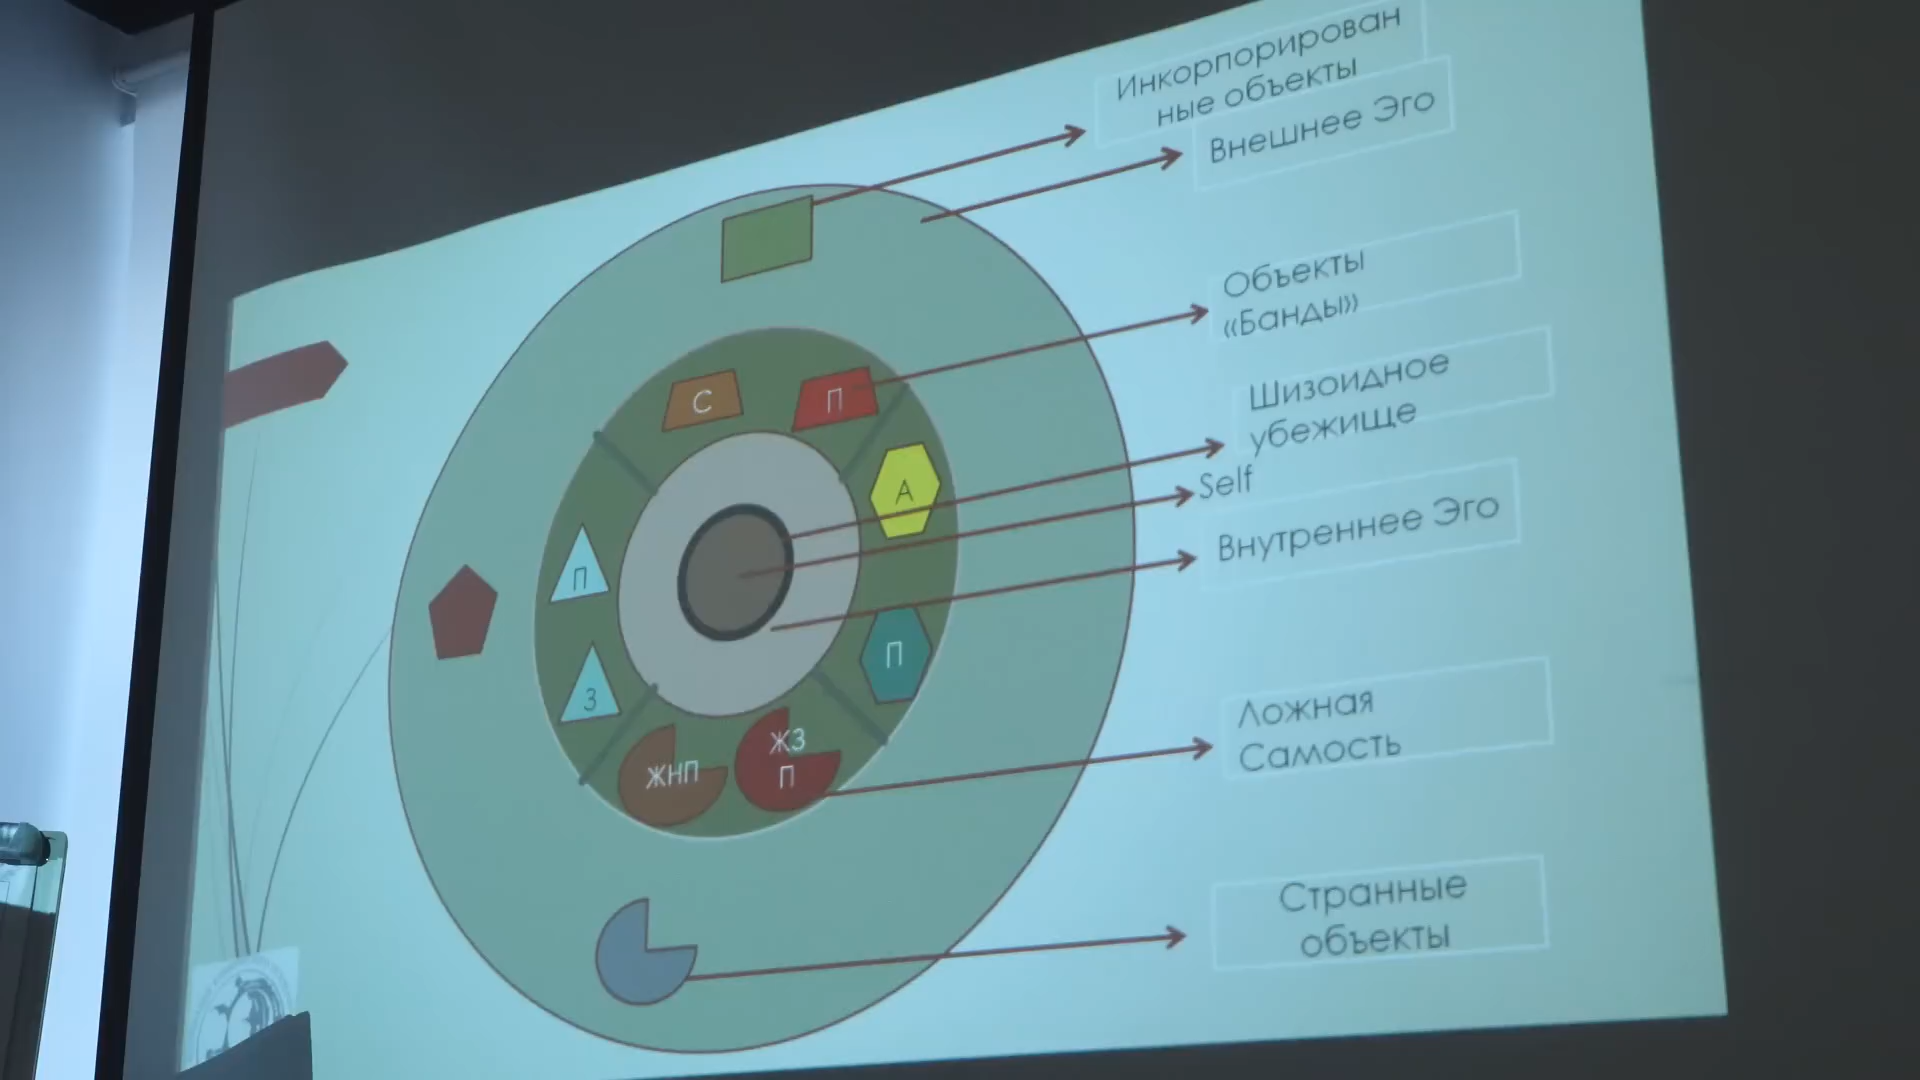 Инкорпорирован
ные объекты
Внешнее Эго
Объекты
«Банды»
Шизоидное
убежище
Self
Внутреннее Эго
Ложная
Самость
Странные
объекты
С
П
А
П
З
П
ЖНП
ЖЗ
П